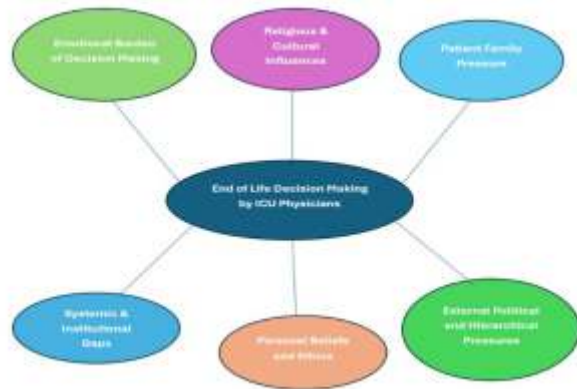 Emotional Burden
of Decision Making
Religious &
Cultural
Influences
Patient Family
Pressure
End of Life Decision Making
by ICU Physicians
Systemic &
Institutional
Gaps
Personal Beliefs
and Ethics
External Political
and Hierarchical
Pressures